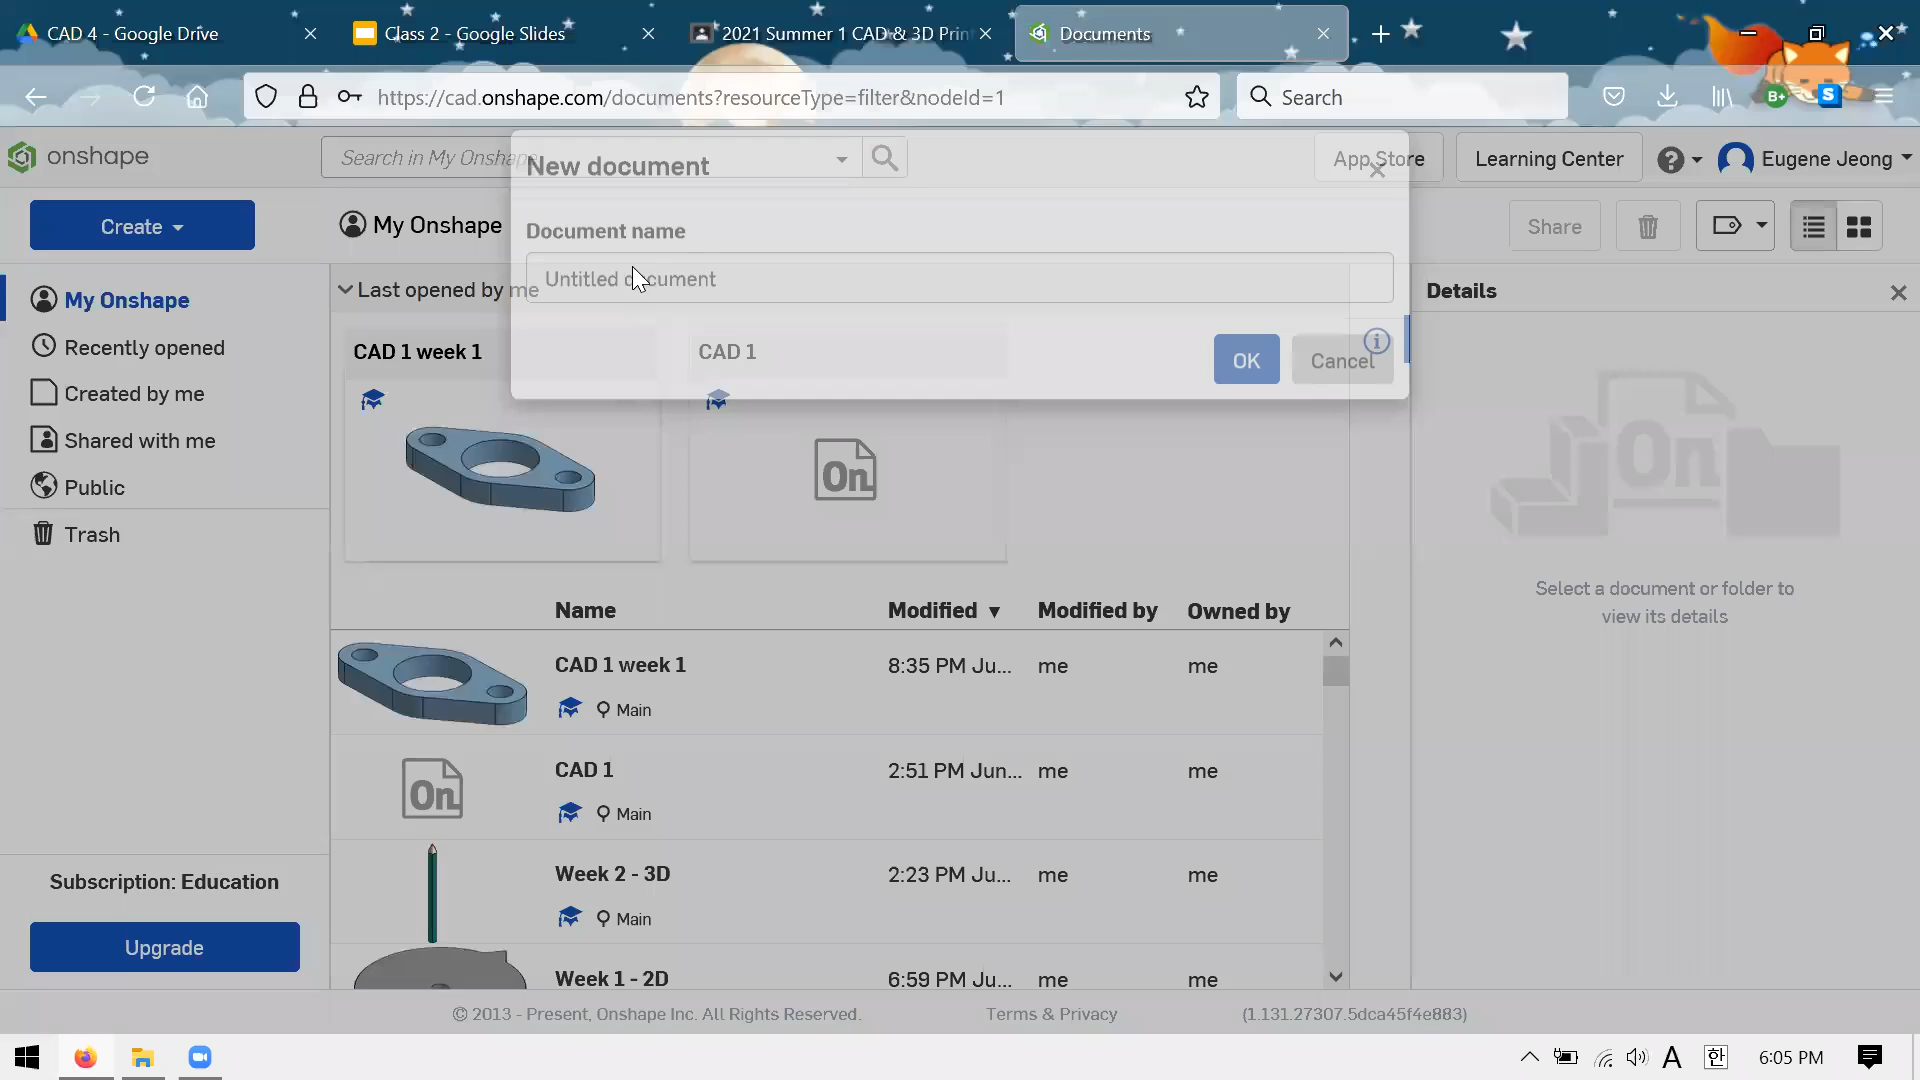 CAD 4 - Google Drive
Class 2 - Google Slides
2021 Summer 1 CAD & 3D Prin
Documents
https://cad.onshape.com/documents?resourceType=filter&nodeId=1
Search
B+
S
onshape
Search in My Onshape
App Store
Learning Center
Eugene Jeong
New document
Create
My Onshape
Share
Document name
Untitled document
Last opened by me
Details
My Onshape
Recently opened
Created by me
Shared with me
Public
Trash
CAD 1 week 1
CAD 1
OK
Cancel
On
On
Select a document or folder to
view its details
Name
Modified ▼
Modified by
Owned by
CAD 1 week 1
8:35 PM Ju...
me
me
Main
On
CAD 1
2:51 PM Jun...
me
me
Main
Week 2 - 3D
2:23 PM Ju...
me
me
Main
Week 1 - 2D
6:59 PM Ju...
me
me
Subscription: Education
Upgrade
© 2013 - Present, Onshape Inc. All Rights Reserved.
Terms & Privacy
(1.131.27307.5dca45f4e883)
A
한
6:05 PM